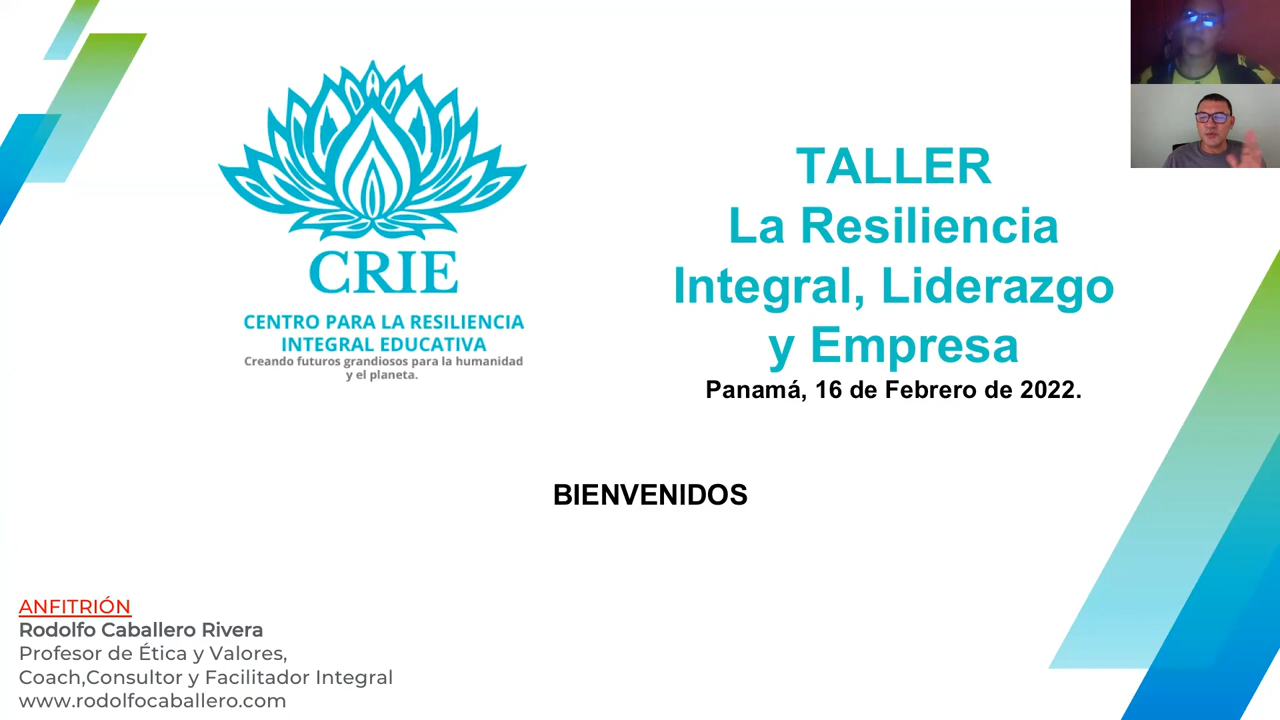 CRIE
CENTRO PARA LA RESILIENCIA
INTEGRAL EDUCATIVA
Creando futuros grandiosos para la humanidad
y el planeta.
TALLER
La Resiliencia
Integral, Liderazgo
y Empresa
Panamá, 16 de Febrero de 2022.
BIENVENIDOS
ANFITRIÓN
Rodolfo Caballero Rivera
Profesor de Ética y Valores,
Coach,Consultor y Facilitador Integral
www.rodolfocaballero.com